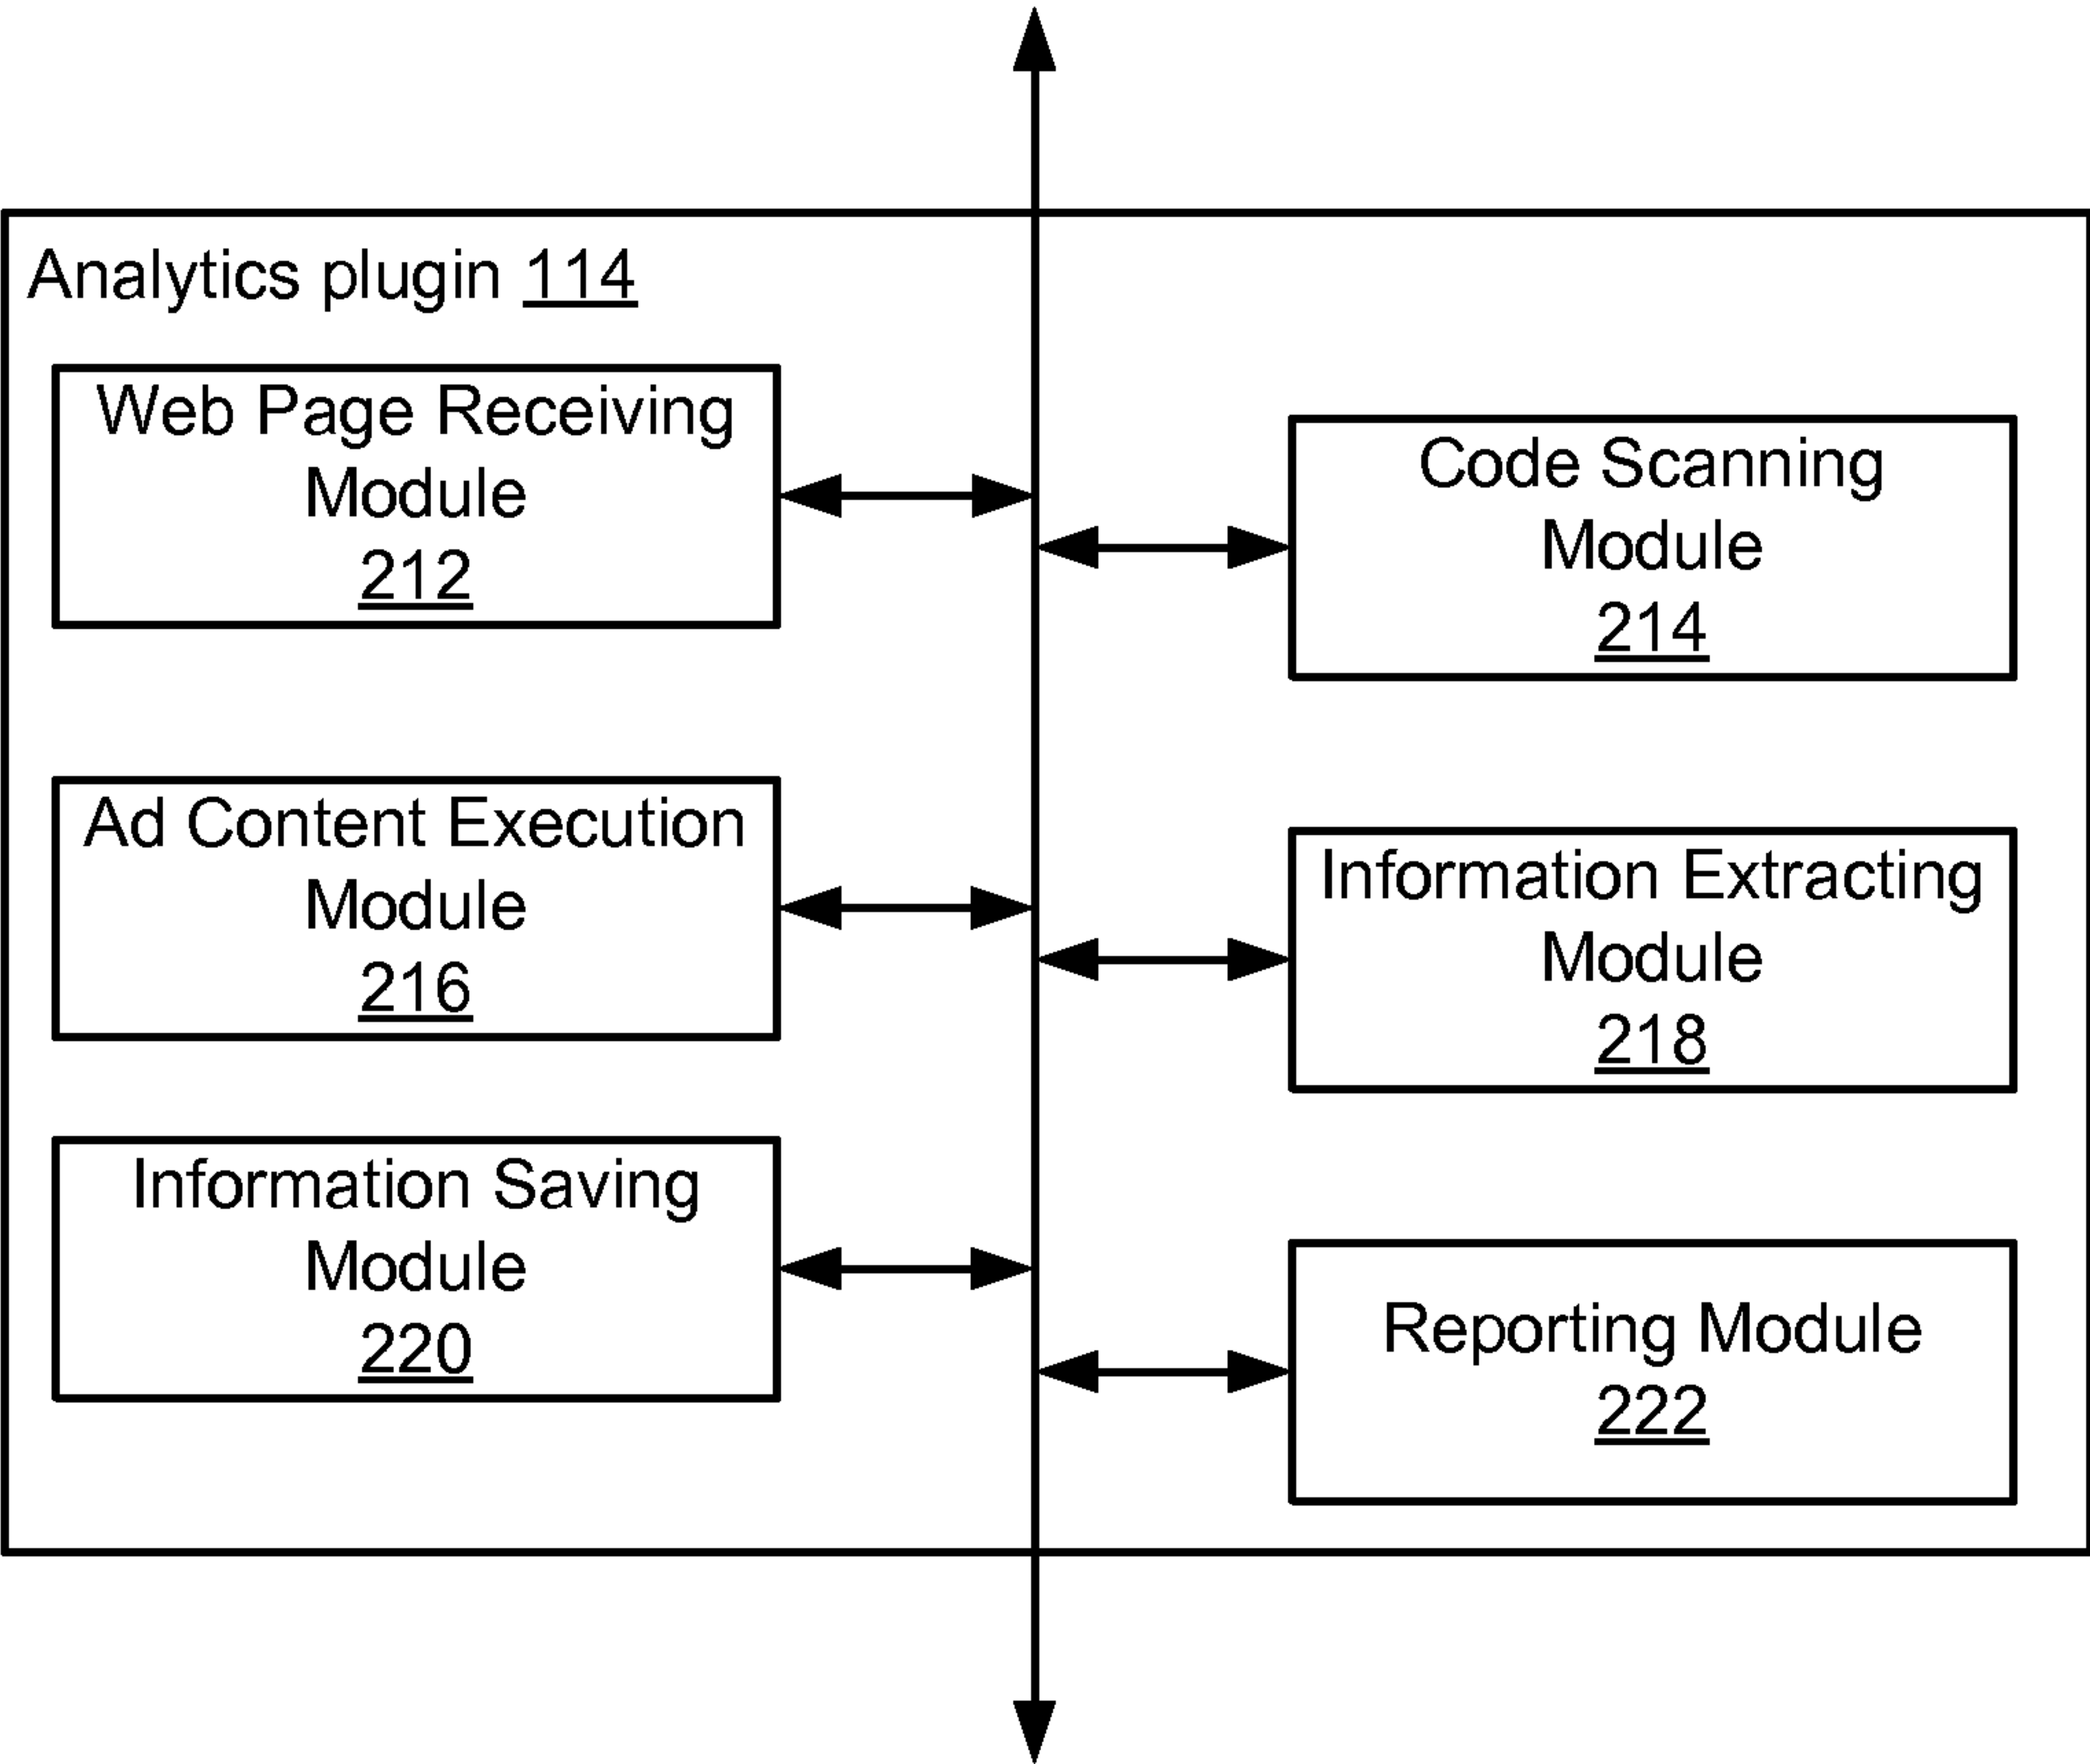 Analytics plugin 114
Web Page Receiving
Module
212
Code Scanning
Module
214
Ad Content Execution
Module
216
Information Extracting
Module
218
Information Saving
Module
220
Reporting Module
222